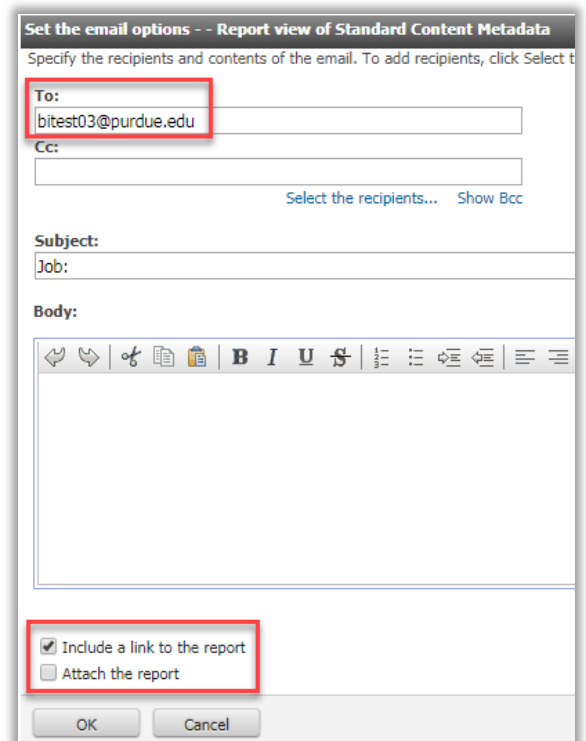 Set the email options - - Report view of Standard Content Metadata
Specify the recipients and contents of the email. To add recipients, click Select t
To:
bitest03@purdue.edu
Cc:
Select the recipients... Show Bcc
Subject:
Job:
Body:
B I U S
Include a link to the report
Attach the report
OK Cancel